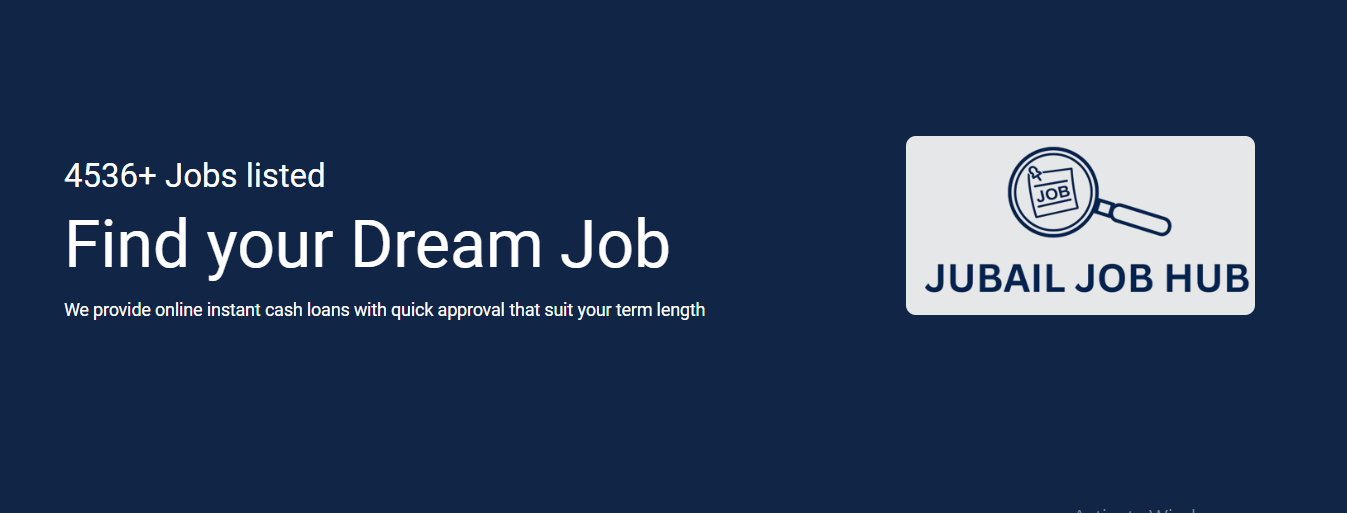 4536+ Jobs listed
Find your Dream Job
We provide online instant cash loans with quick approval that suit your term length
JOB
JUBAIL JOB HUB